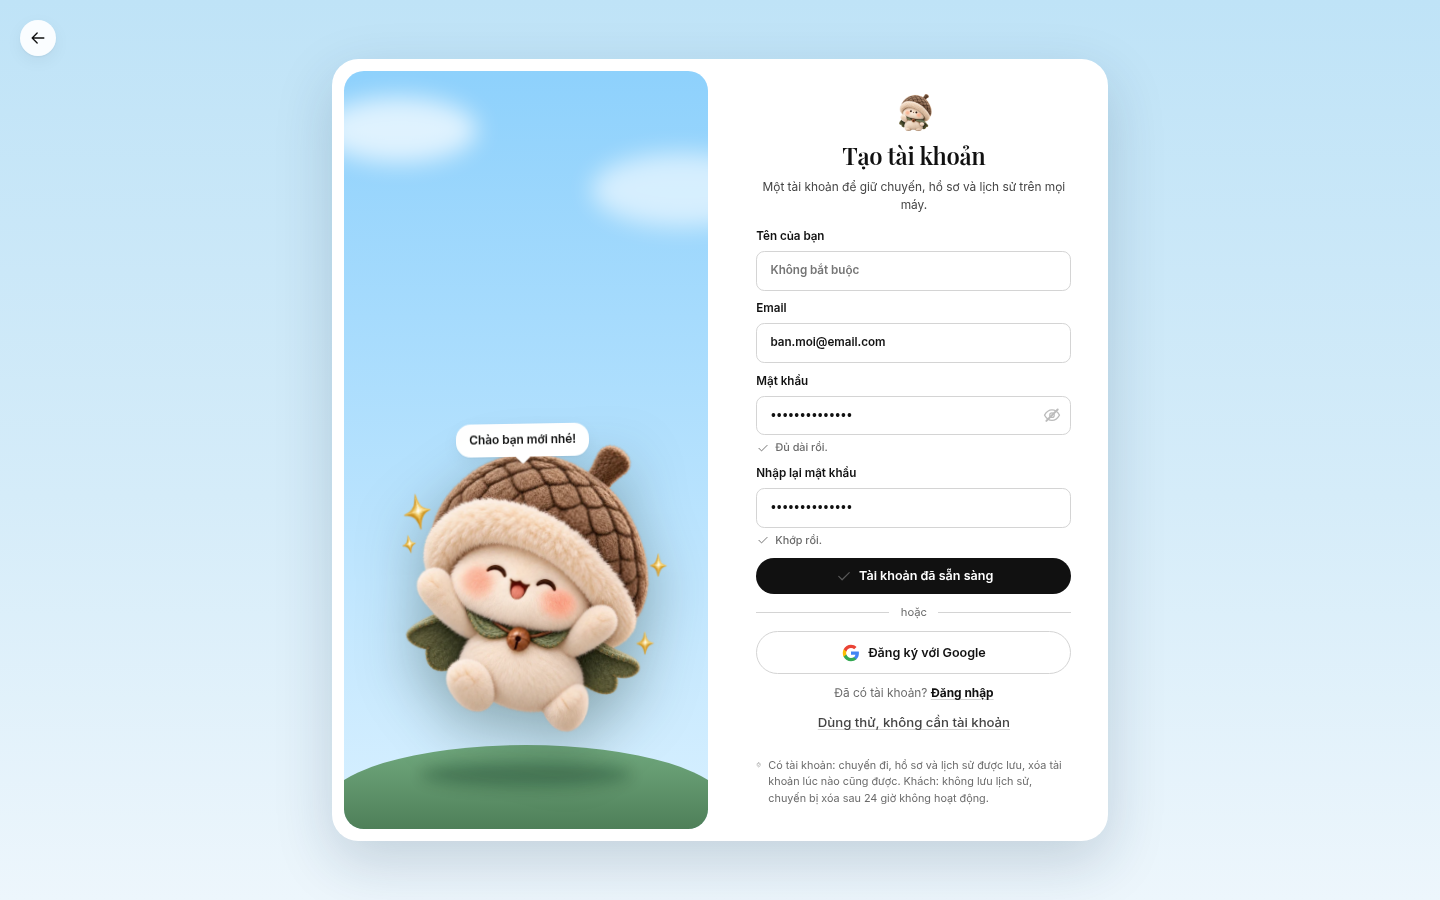 Chào bạn mới nhé!
Tạo tài khoản
Một tài khoản để giữ chuyến, hồ sơ và lịch sử trên mọi
máy.
Tên của bạn
Không bắt buộc
Email
ban.moi@email.com
Mật khẩu
••••••••••••••
Đủ dài rồi.
Nhập lại mật khẩu
••••••••••••••
Khớp rồi.
Tài khoản đã sẵn sàng
hoặc
Đăng ký với Google
Đã có tài khoản? Đăng nhập
Dùng thử, không cần tài khoản
Có tài khoản: chuyến đi, hồ sơ và lịch sử được lưu, xóa tài
khoản lúc nào cũng được. Khách: không lưu lịch sử,
chuyến bị xóa sau 24 giờ không hoạt động.